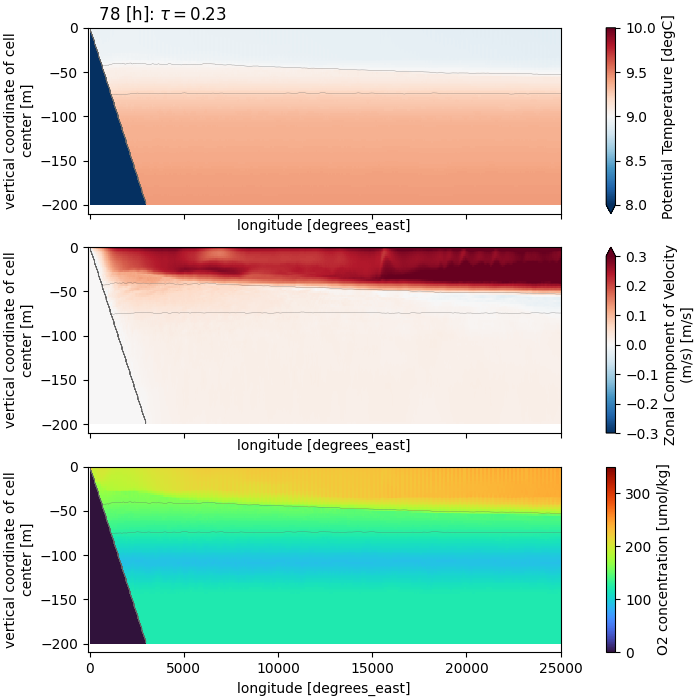 78 [h]: τ = 0.23
0
−50
−100
−150
−200
vertical coordinate of cell
center [m]
longitude [degrees_east]
10.0
9.5
9.0
8.5
8.0
Potential Temperature [degC]
0
−50
−100
−150
−200
vertical coordinate of cell
center [m]
longitude [degrees_east]
0.3
0.2
0.1
0.0
−0.1
−0.2
−0.3
Zonal Component of Velocity
(m/s) [m/s]
0
−50
−100
−150
−200
vertical coordinate of cell
center [m]
0 5000 10000 15000 20000 25000
longitude [degrees_east]
300
200
100
0
O2 concentration [umol/kg]